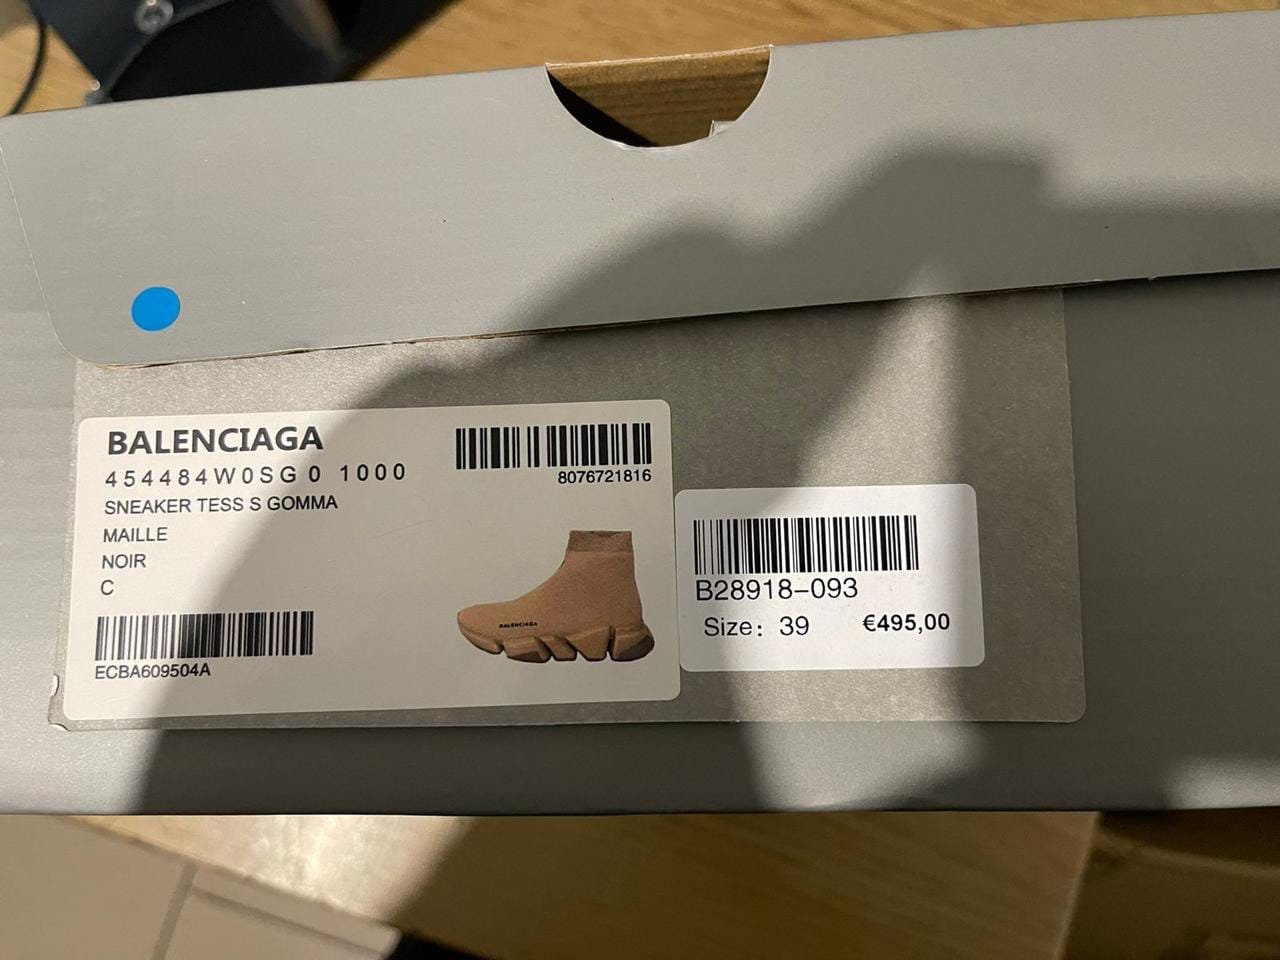 BALENCIAGA
454484W0SG0 1000
SNEAKER TESS S GOMMA
MAILLE
NOIR
C
ECBA609504A
8076721816
BALENCIAGA
B28918-093
Size: 39 €495,00